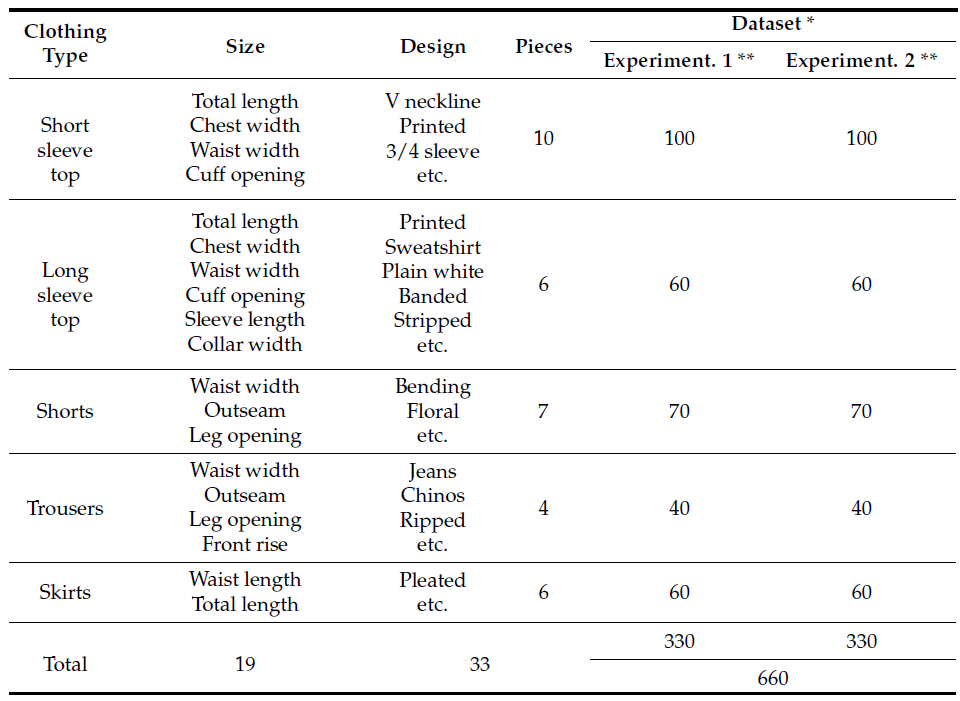 Clothing Type Size Design Pieces Dataset *
Experiment. 1 ** Experiment. 2 **
Short sleeve top
Total length
Chest width
Waist width
Cuff opening
V neckline
Printed
3/4 sleeve
etc.
10 100 100
Long sleeve top
Total length
Chest width
Waist width
Cuff opening
Sleeve length
Collar width
Printed
Sweatshirt
Plain white
Banded
Stripped
etc.
6 60 60
Shorts
Waist width
Outseam
Leg opening
Bending
Floral
etc.
7 70 70
Trousers
Waist width
Outseam
Leg opening
Front rise
Jeans
Chinos
Ripped
etc.
4 40 40
Skirts
Waist length
Total length
Pleated
etc.
6 60 60
Total 19 33 330 330
660